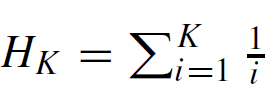 H_K = \sum_{i=1}^{K} \frac{1}{i}